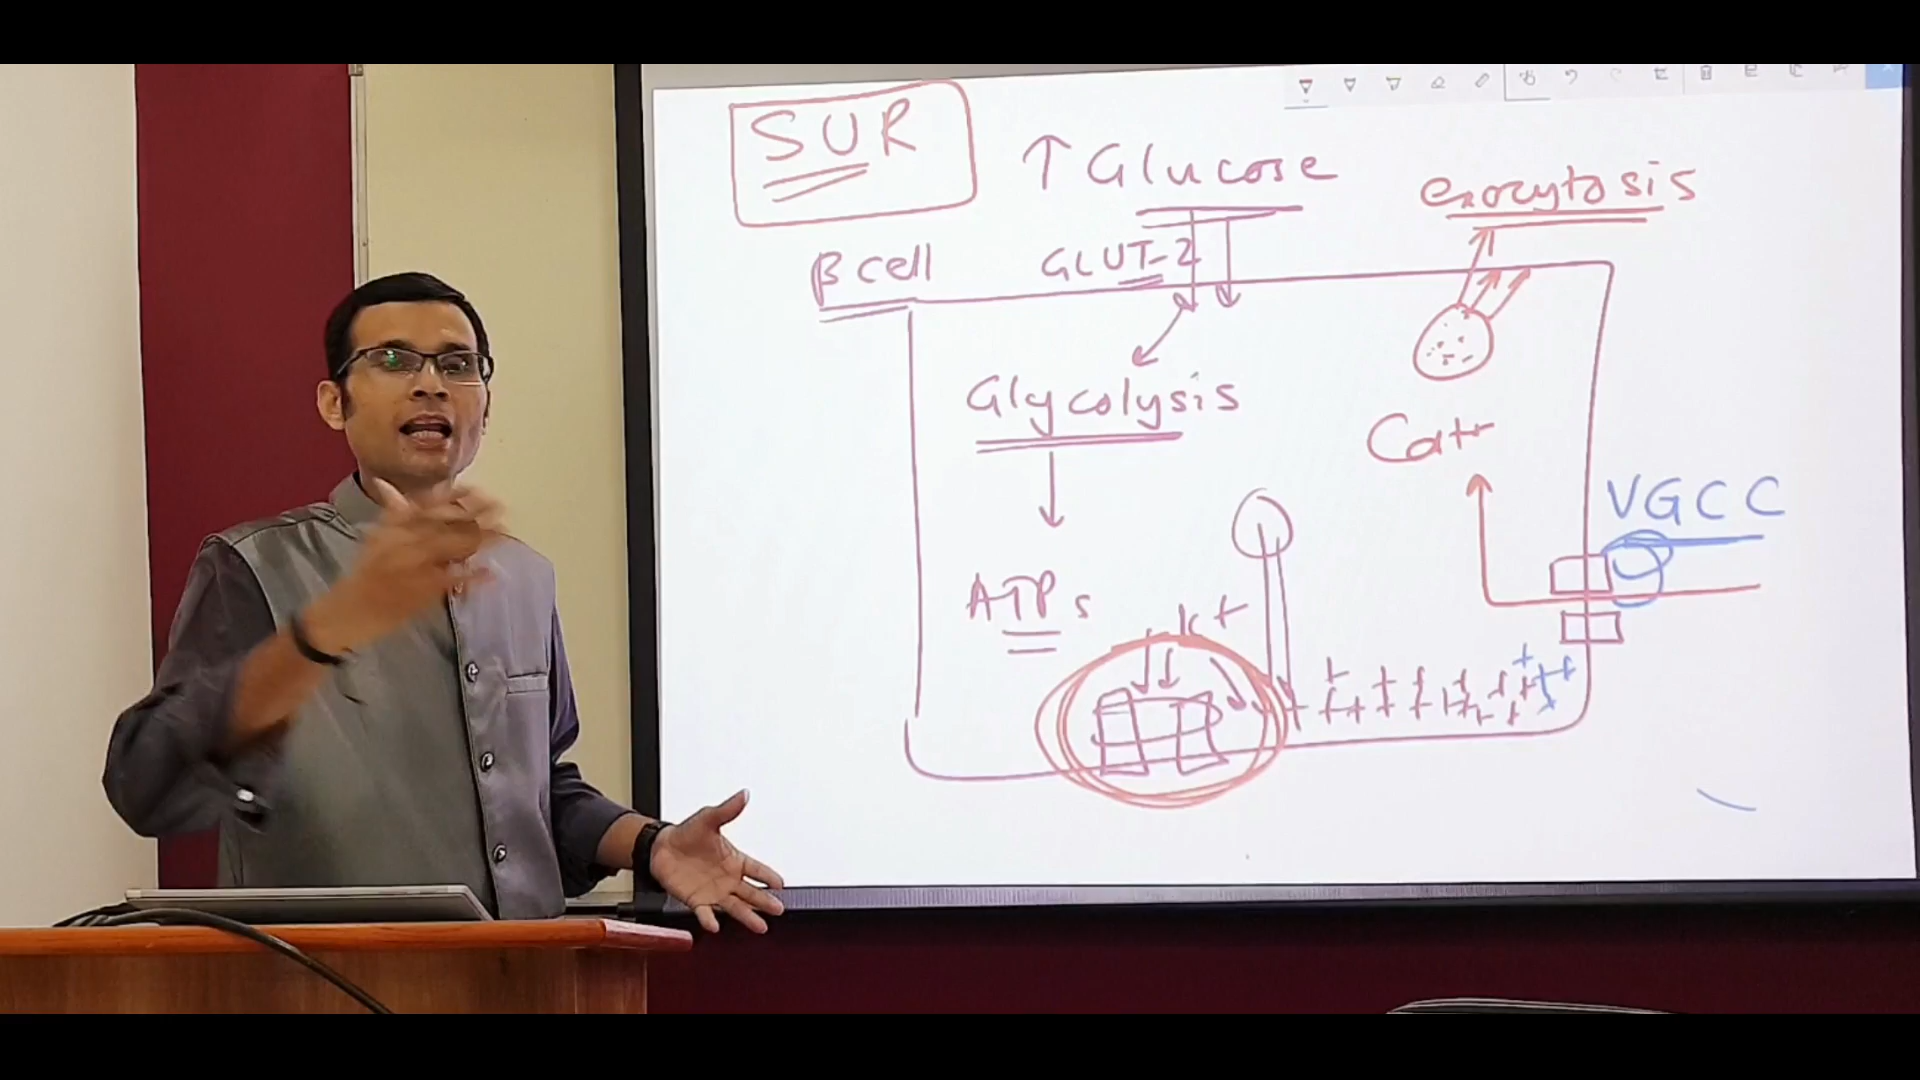 SUR
↑ Glucose
exocytosis
β cell
GLUT-2
Glycolysis
Ca++
VGCC
ATPs
K+
+ + + + + + + + + + + + + + + +